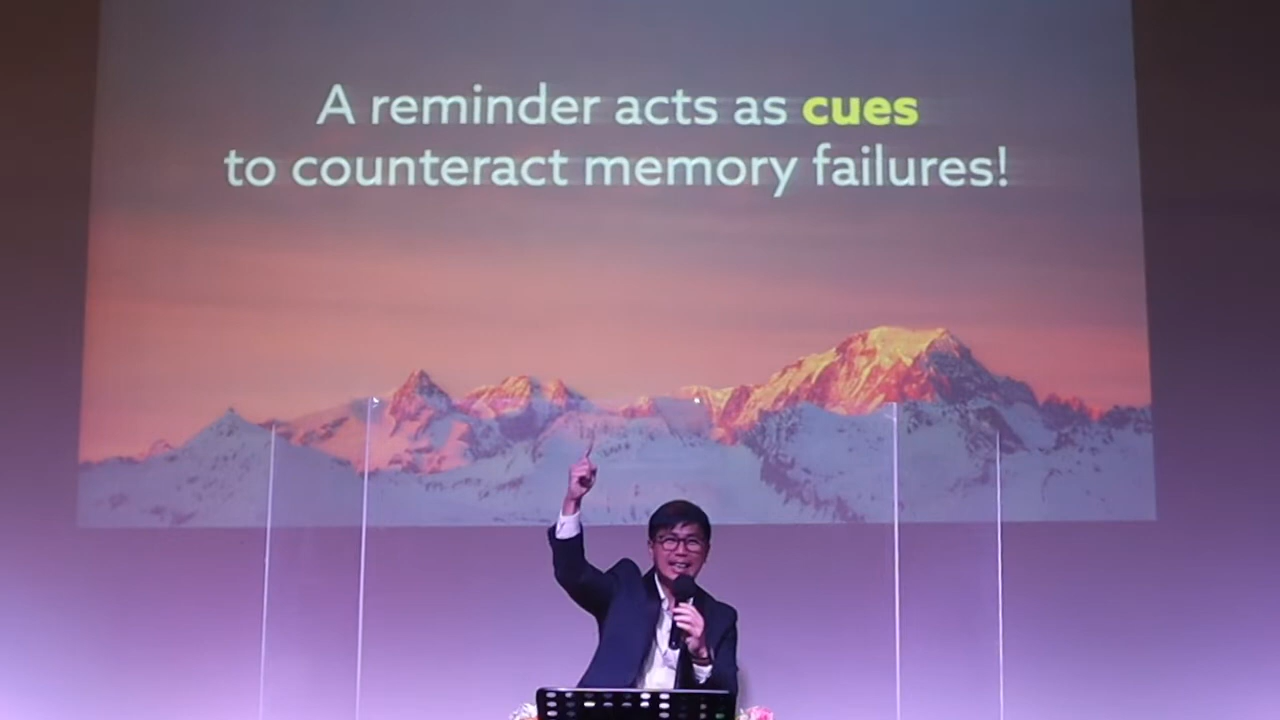 A reminder acts as cues
to counteract memory failures!